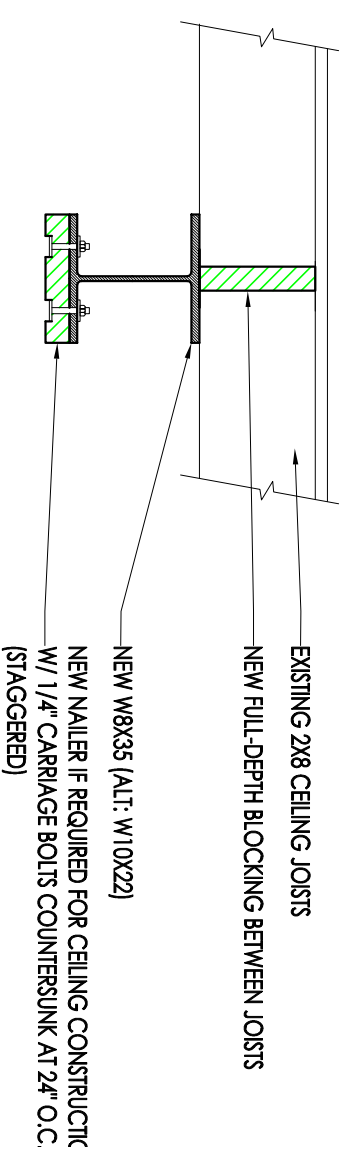 EXISTING 2X8 CEILING JOISTS
NEW FULL-DEPTH BLOCKING BETWEEN JOISTS
NEW W8X35 (ALT: W10X22)
NEW NAILER IF REQUIRED FOR CEILING
W/ 1/4" CARRIAGE BOLTS COUNTERSUNK AT 24" O.C.
(STAGGERED)